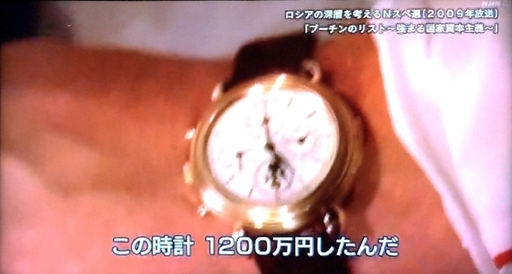 ロシアの深層を考えるNスペ選(2009年放送)
「プーチンのリスト~強まる国家資本主義~」
この時計 1200万円したんだ